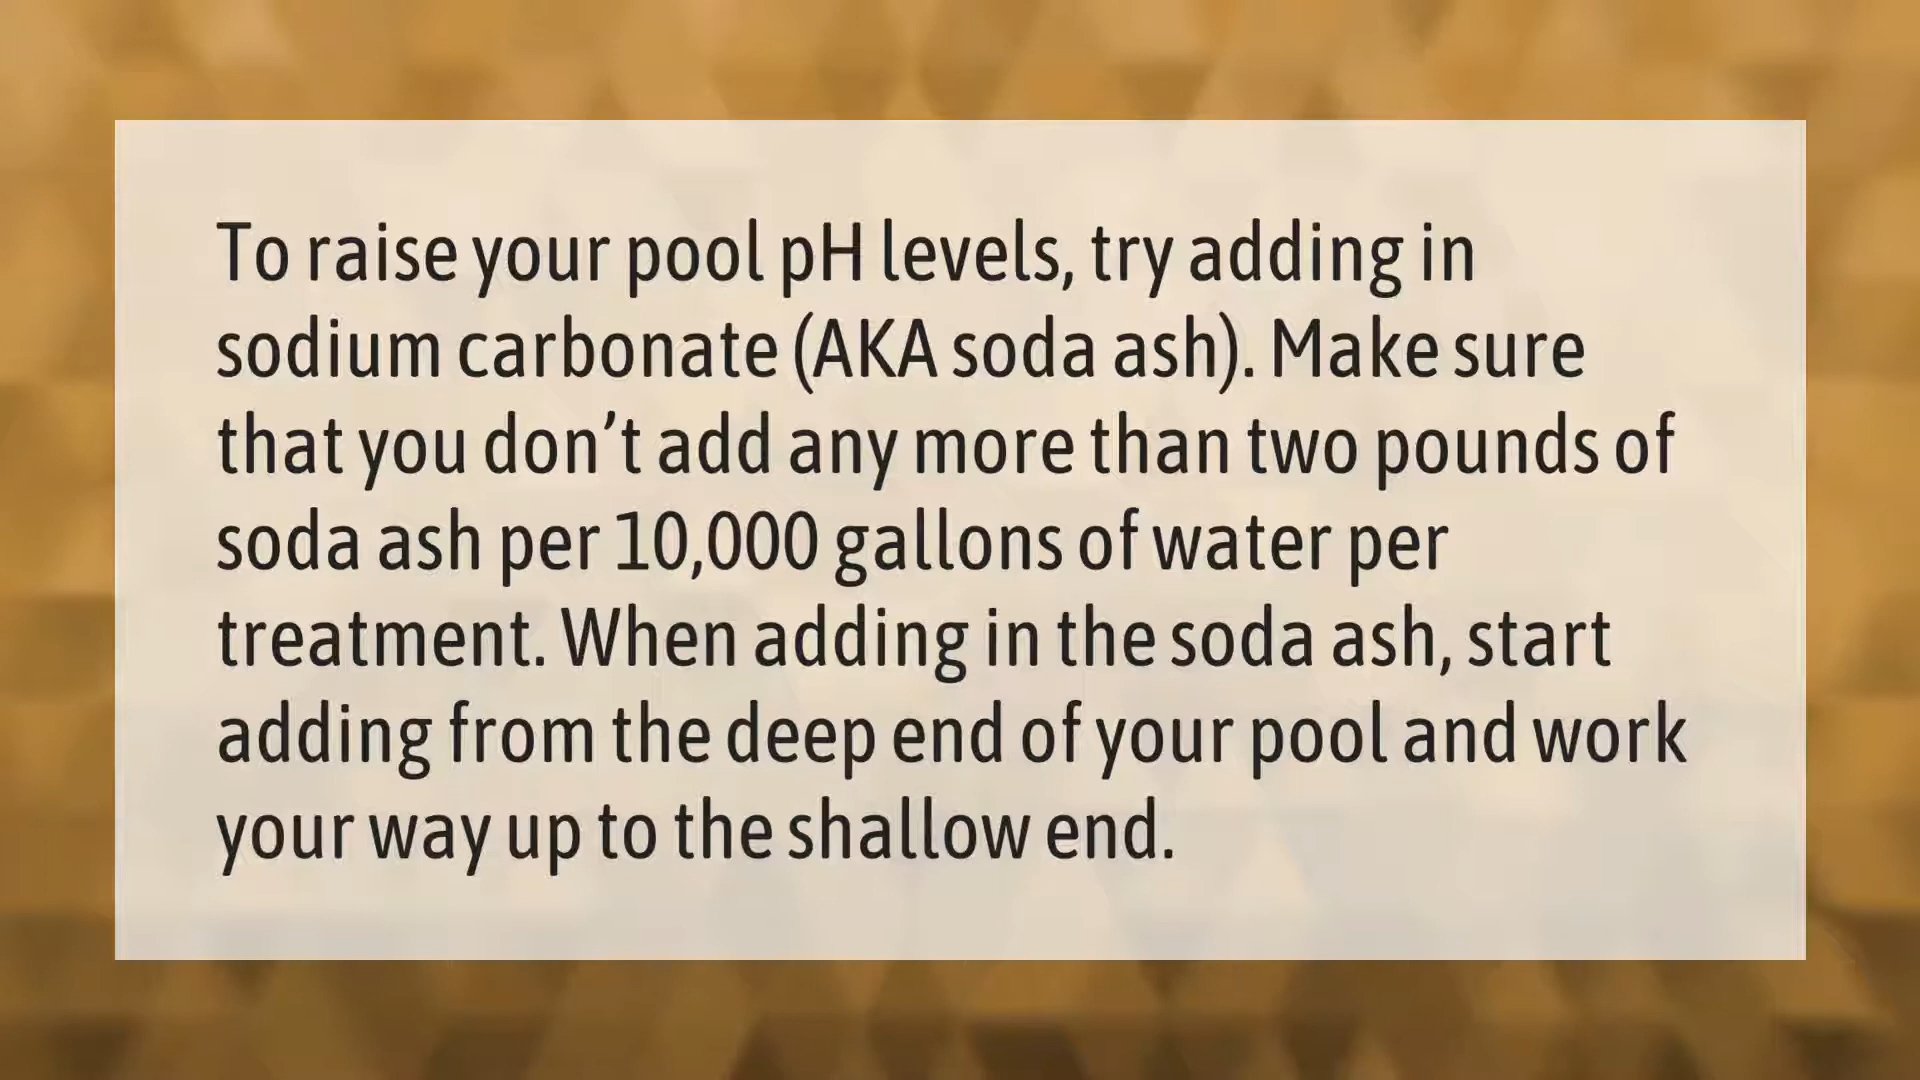 To raise your pool pH levels, try adding in
sodium carbonate (AKA soda ash). Make sure
that you don’t add any more than two pounds of
soda ash per 10,000 gallons of water per
treatment. When adding in the soda ash, start
adding from the deep end of your pool and work
your way up to the shallow end.